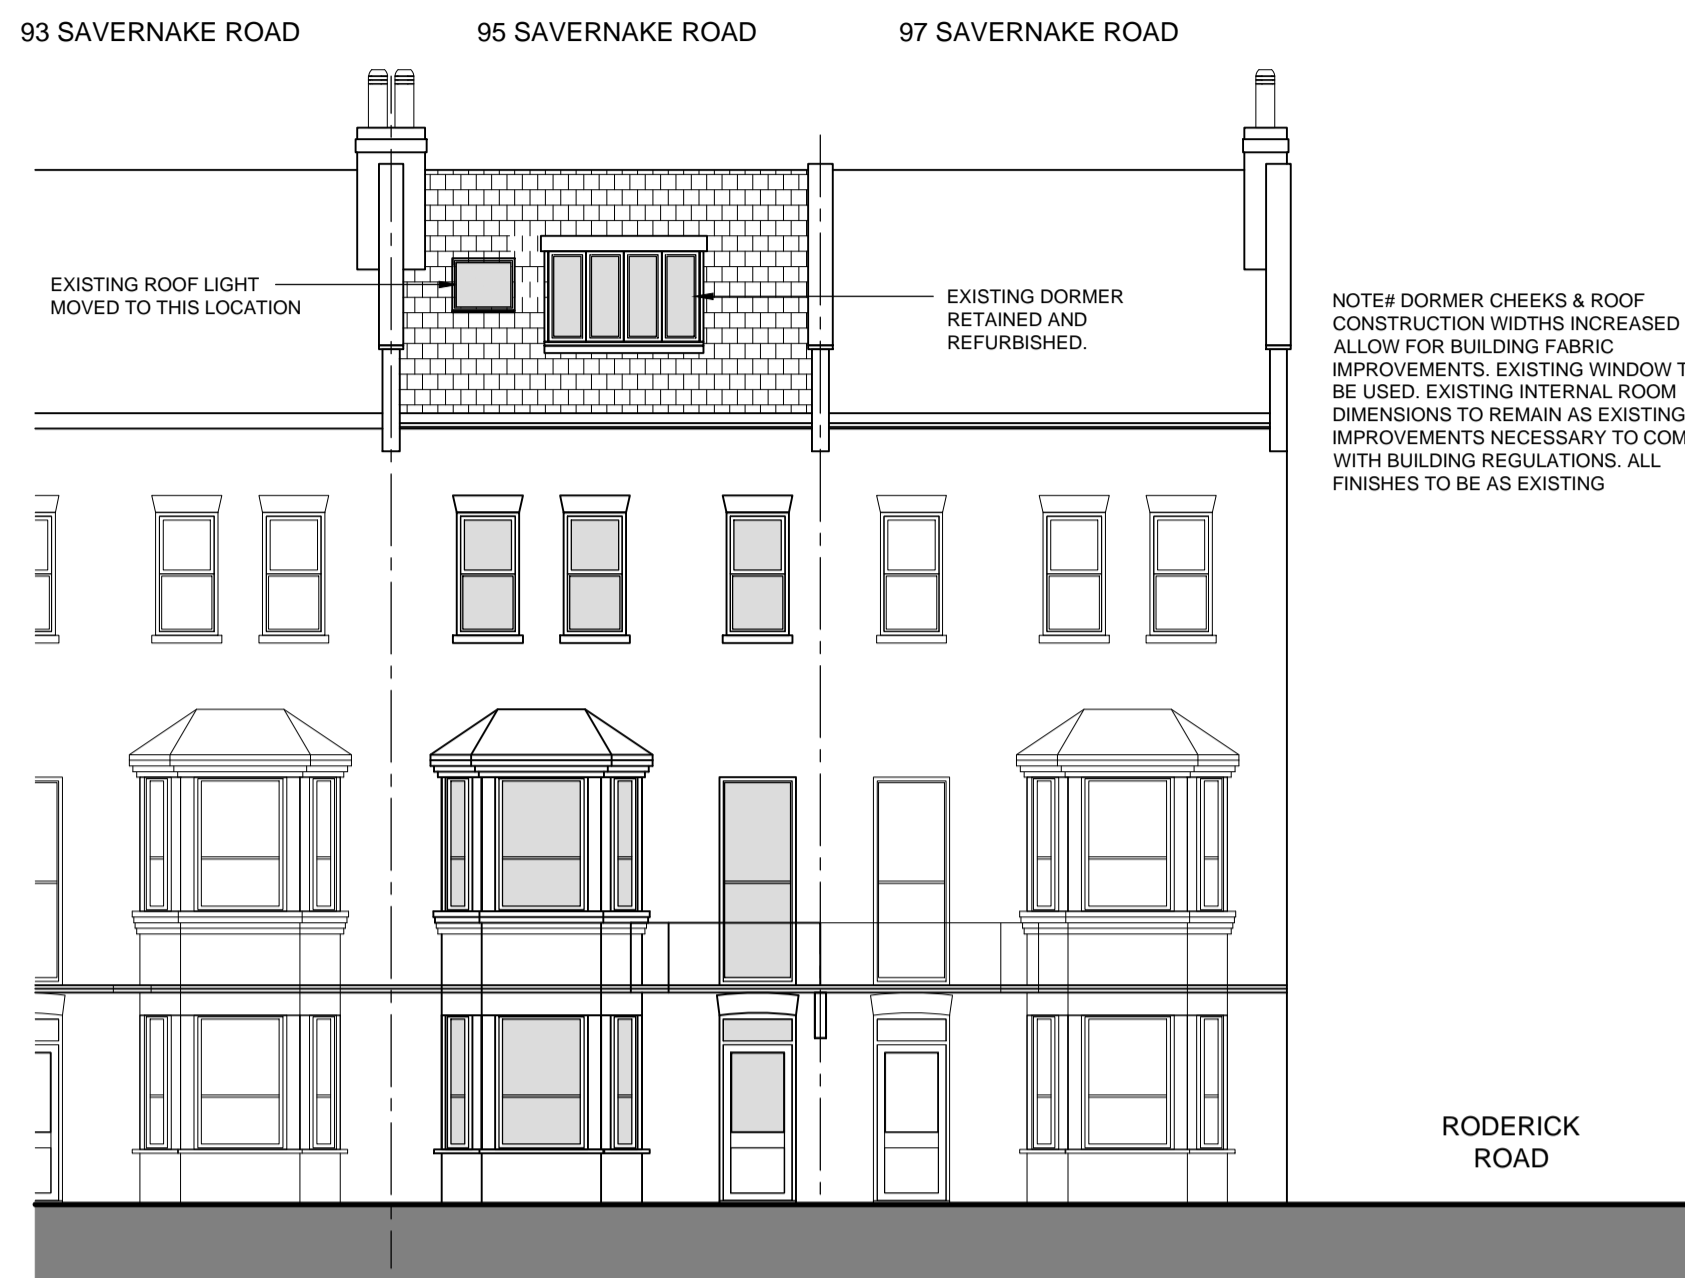 93 SAVERNAKE ROAD
95 SAVERNAKE ROAD
97 SAVERNAKE ROAD
EXISTING ROOF LIGHT
MOVED TO THIS LOCATION
EXISTING DORMER
RETAINED AND
REFURBISHED.
NOTE# DORMER CHEEKS & ROOF
CONSTRUCTION WIDTHS INCREASED
ALLOW FOR BUILDING FABRIC
IMPROVEMENTS. EXISTING WINDOW
BE USED. EXISTING INTERNAL ROOM
DIMENSIONS TO REMAIN AS EXISTING
IMPROVEMENTS NECESSARY TO
WITH BUILDING REGULATIONS. ALL
FINISHES TO BE AS EXISTING
RODERICK
ROAD